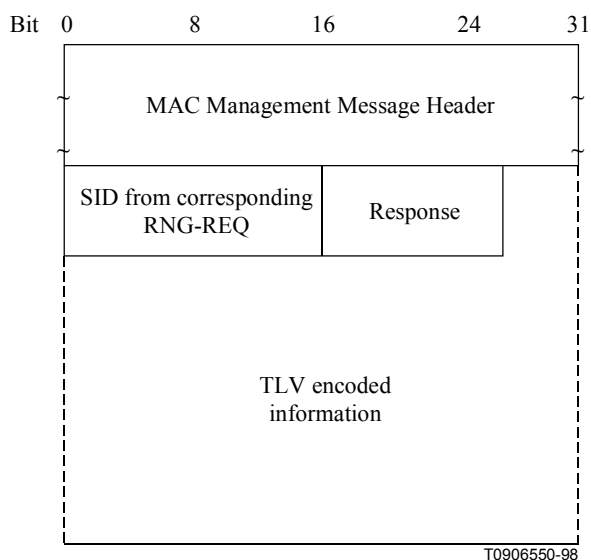 Bit 0 8 16 24 31
~ ~
MAC Management Message Header
~ ~
SID from corresponding
RNG-REQ
Response
TLV encoded
information
T0906550-98